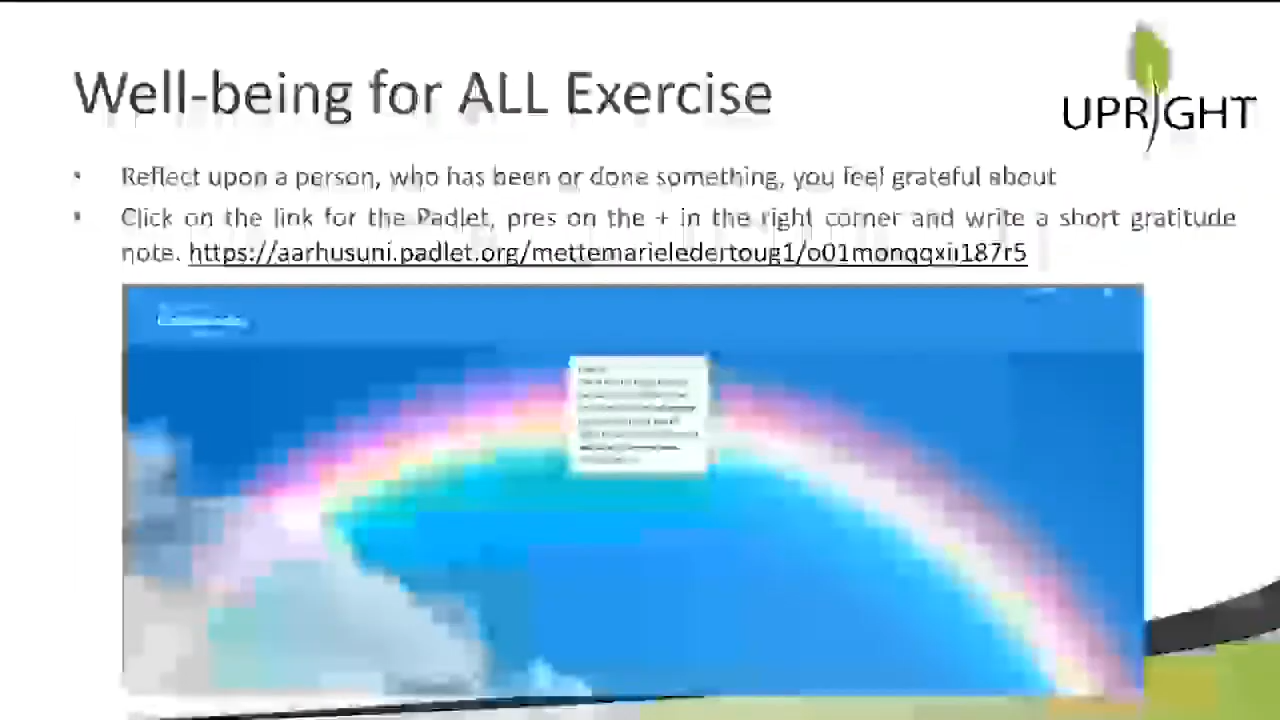 Well-being for ALL Exercise
UPRIGHT
• Reflect upon a person, who has been or done something, you feel grateful about
• Click on the link for the Padlet, pres on the + in the right corner and write a short gratitude
note. https://aarhusuni.padlet.org/mettemarieledertoug1/o01monqqxii187r5